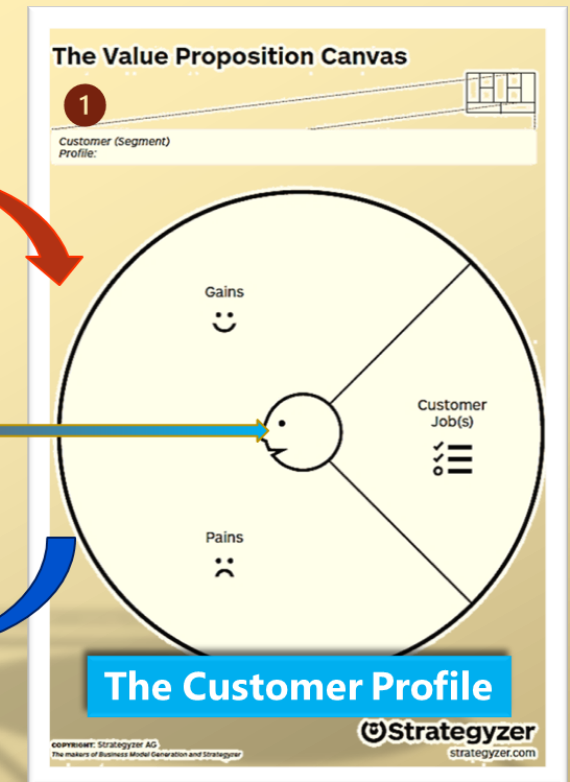 The Value Proposition Canvas
1
Customer (Segment)
Profile:
Gains
Customer
Job(s)
Pains
The Customer Profile
Strategyzer
COPYRIGHT: Strategyzer AG
The makers of Business Model Generation and Strategyzer
strategyzer.com